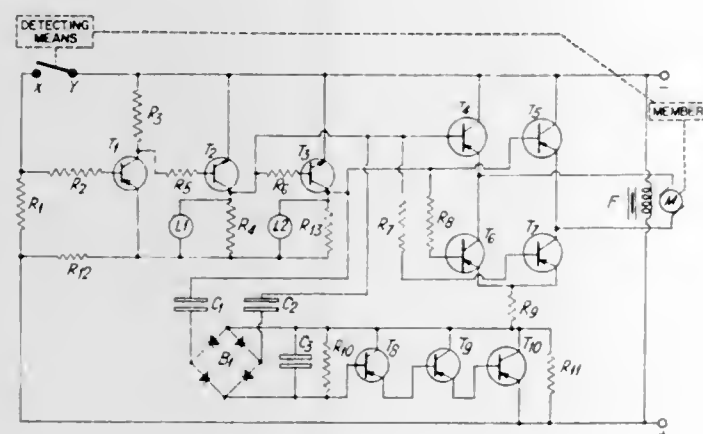 DETECTING
MEANS
X Y
−
MEMBER
R3
T1
T2
T3
T4
T5
R2
R5
R6
R1
L1
R4
L2
R13
R7
R8
T6
T7
F
M
R12
C1
C2
R9
B1
C3
R10
T8
T9
T10
R11
+